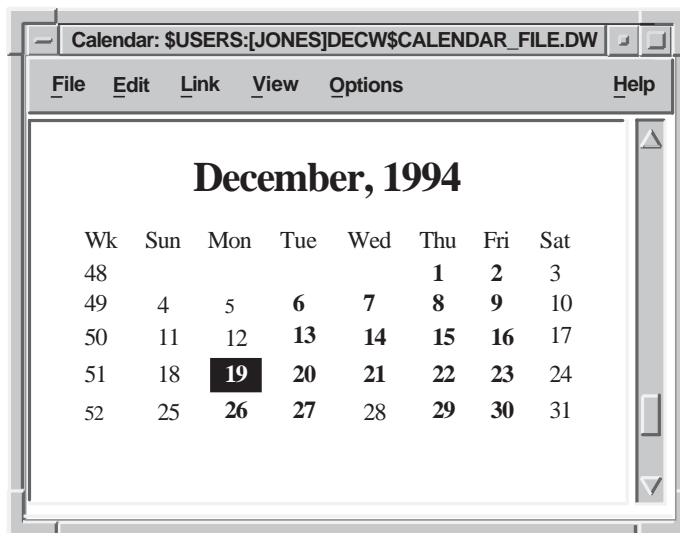 Calendar: $USERS:[JONES]DECW$CALENDAR_FILE.DW
File Edit Link View Options Help
December, 1994
Wk Sun Mon Tue Wed Thu Fri Sat
48 1 2 3
49 4 5 6 7 8 9 10
50 11 12 13 14 15 16 17
51 18 19 20 21 22 23 24
52 25 26 27 28 29 30 31